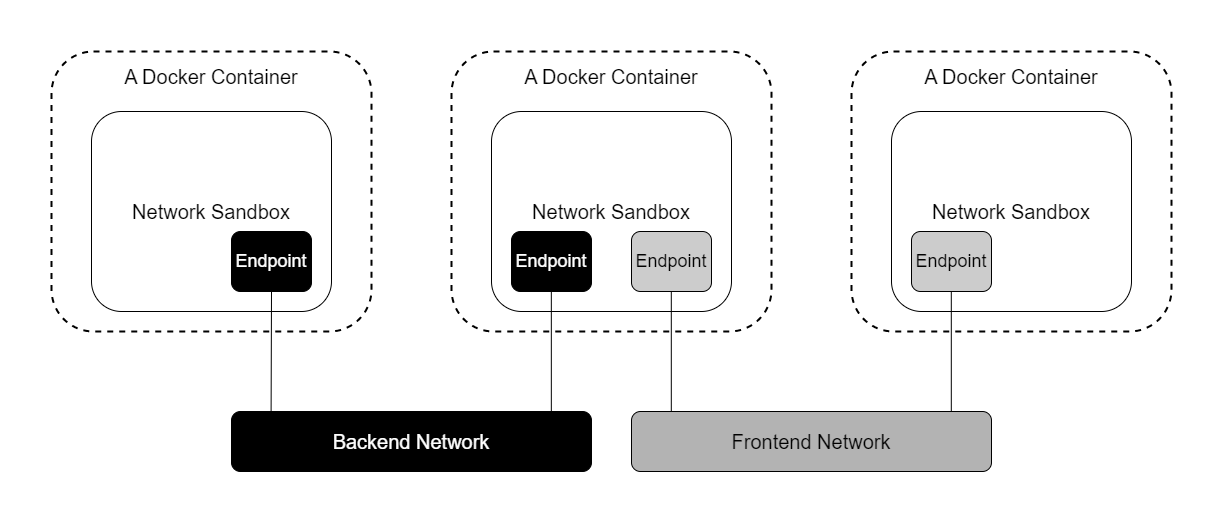 A Docker Container
A Docker Container
A Docker Container
Network Sandbox
Network Sandbox
Network Sandbox
Endpoint
Endpoint
Endpoint
Endpoint
Backend Network
Frontend Network